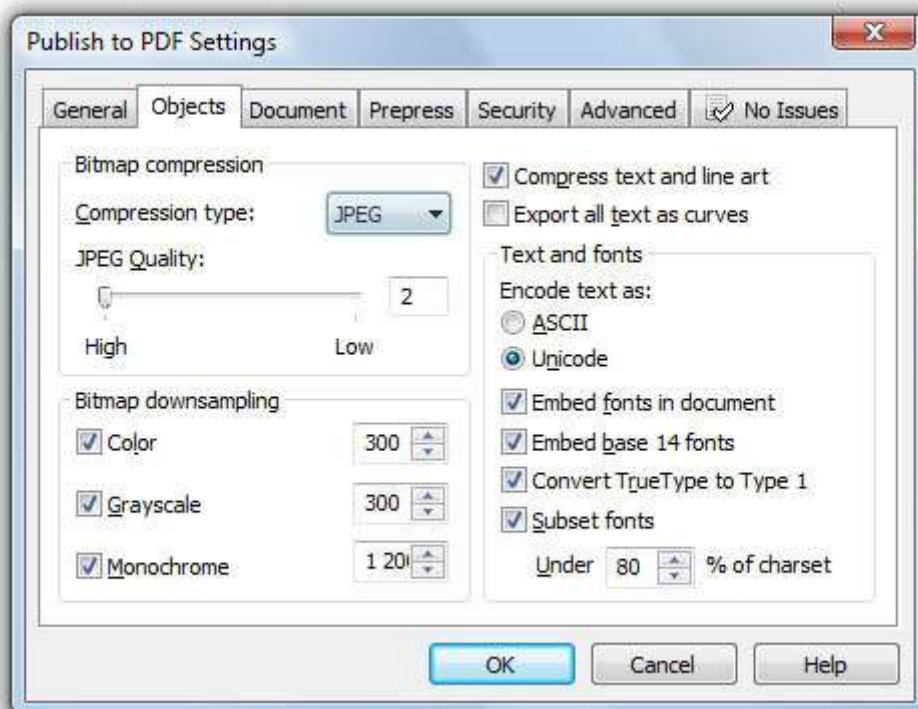 Publish to PDF Settings
General Objects Document Prepress Security Advanced No Issues
Bitmap compression
Compression type: JPEG
JPEG Quality:
2
High Low
Bitmap downsampling
Color 300
Grayscale 300
Monochrome 1 20
Compress text and line art
Export all text as curves
Text and fonts
Encode text as:
ASCII
Unicode
Embed fonts in document
Embed base 14 fonts
Convert TrueType to Type 1
Subset fonts
Under 80 % of charset
OK Cancel Help